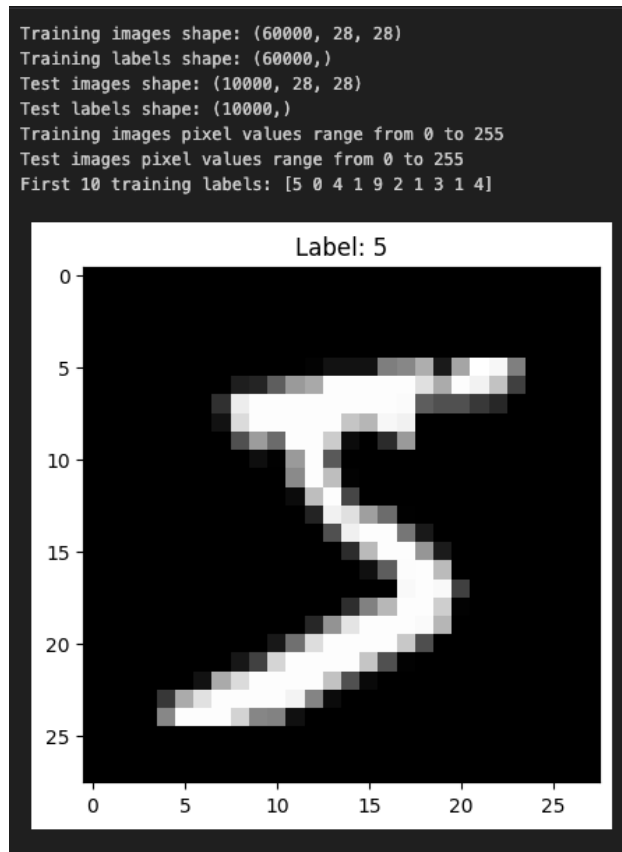 Training images shape: (60000, 28, 28)
Training labels shape: (60000,)
Test images shape: (10000, 28, 28)
Test labels shape: (10000,)
Training images pixel values range from 0 to 255
Test images pixel values range from 0 to 255
First 10 training labels: [5 0 4 1 9 2 1 3 1 4]
Label: 5
0
5
10
15
20
25
5
0 5 10 15 20 25